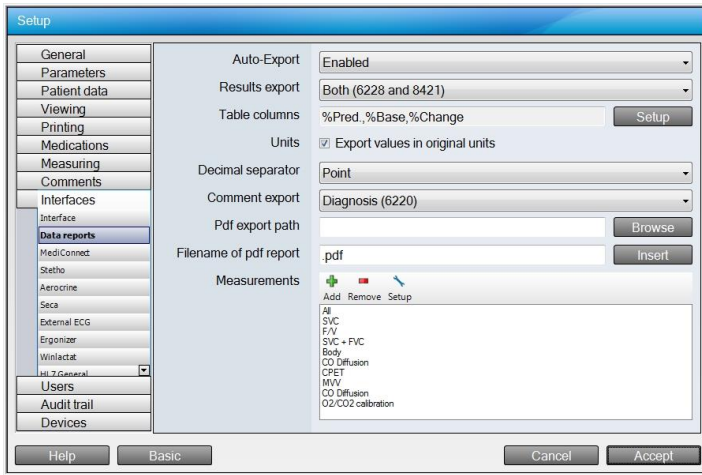 Setup
General
Parameters
Patient data
Viewing
Printing
Medications
Measuring
Comments
Interfaces
Interface
Data reports
MediConnect
Stetho
Aerocrine
Seca
External ECG
Ergonizer
Winlactat
HL7 General
Users
Audit trail
Devices
Auto-Export Enabled
Results export Both (6228 and 8421)
Table columns %Pred.,%Base,%Change Setup
Units Export values in original units
Decimal separator Point
Comment export Diagnosis (6220)
Pdf export path Browse
Filename of pdf report .pdf Insert
Measurements
Add Remove Setup
All
SVC
F/V
SVC + FVC
Body
CO Diffusion
CPET
MVV
CO Diffusion
O2/CO2 calibration
Help Basic Cancel Accept